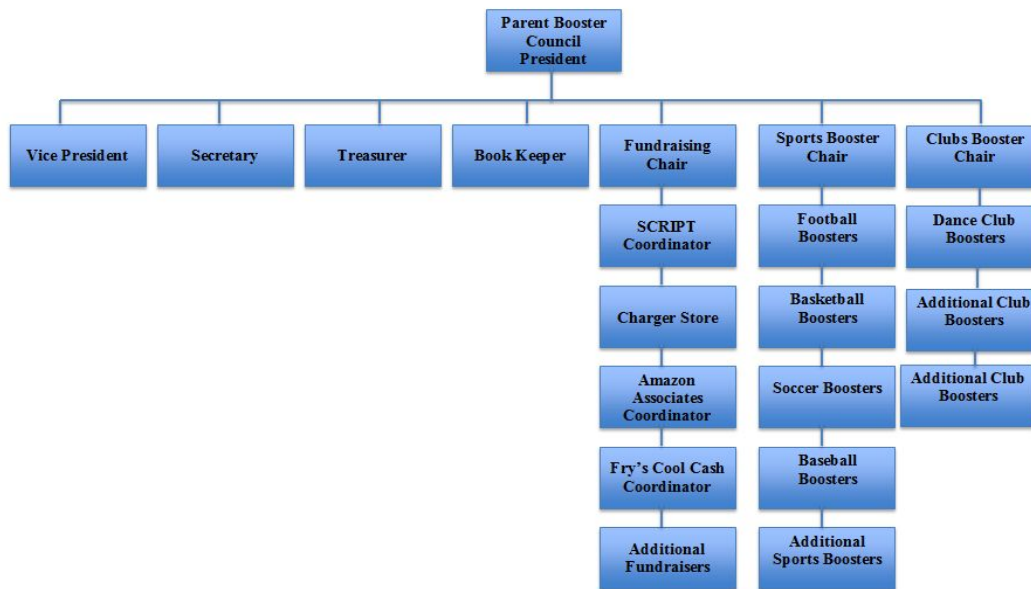 Parent Booster
Council
President
Vice President
Secretary
Treasurer
Book Keeper
Fundraising
Chair
Sports Booster
Chair
Clubs Booster
Chair
SCRIPT
Coordinator
Football
Boosters
Dance Club
Boosters
Charger Store
Basketball
Boosters
Additional Club
Boosters
Amazon
Associates
Coordinator
Soccer Boosters
Additional Club
Boosters
Fry's Cool Cash
Coordinator
Baseball
Boosters
Additional
Fundraisers
Additional
Sports Boosters